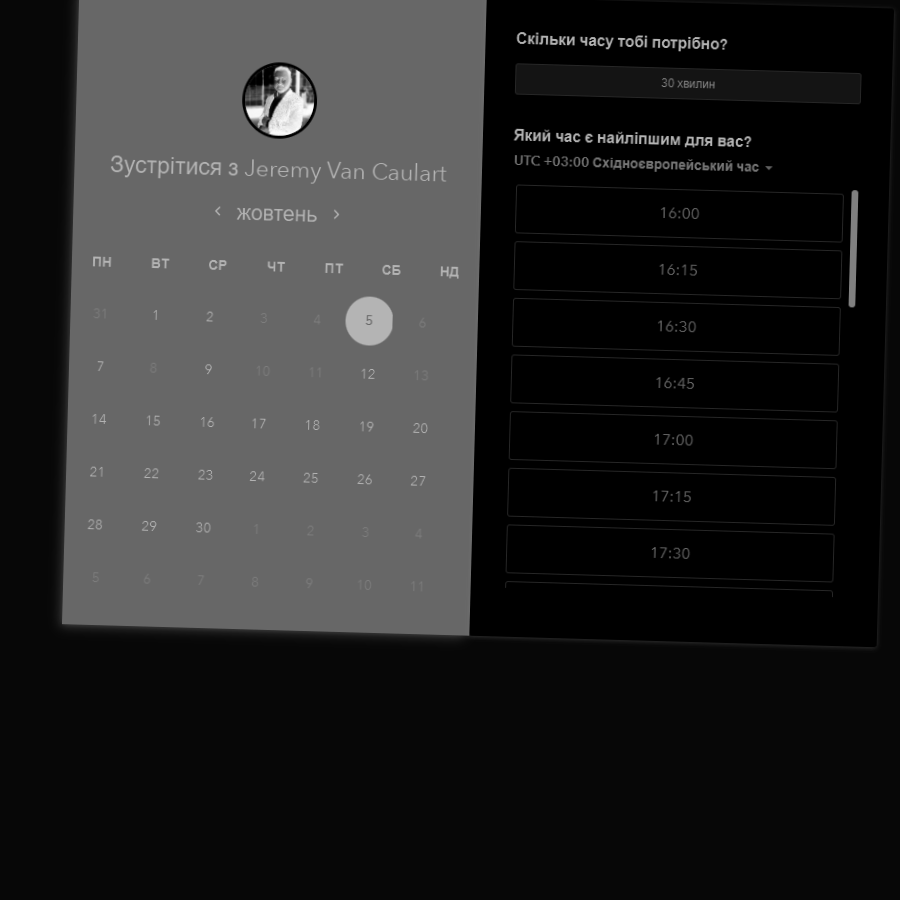 Зустрітися з Jeremy Van Caulart
жовтень
ПН ВТ СР ЧТ ПТ СБ НД
31 1 2 3 4 5 6
7 8 9 10 11 12 13
14 15 16 17 18 19 20
21 22 23 24 25 26 27
28 29 30 1 2 3 4
5 6 7 8 9 10 11
Скільки часу тобі потрібно?
30 хвилин
Який час є найліпшим для вас?
UTC +03:00 Східноєвропейський час
16:00
16:15
16:30
16:45
17:00
17:15
17:30